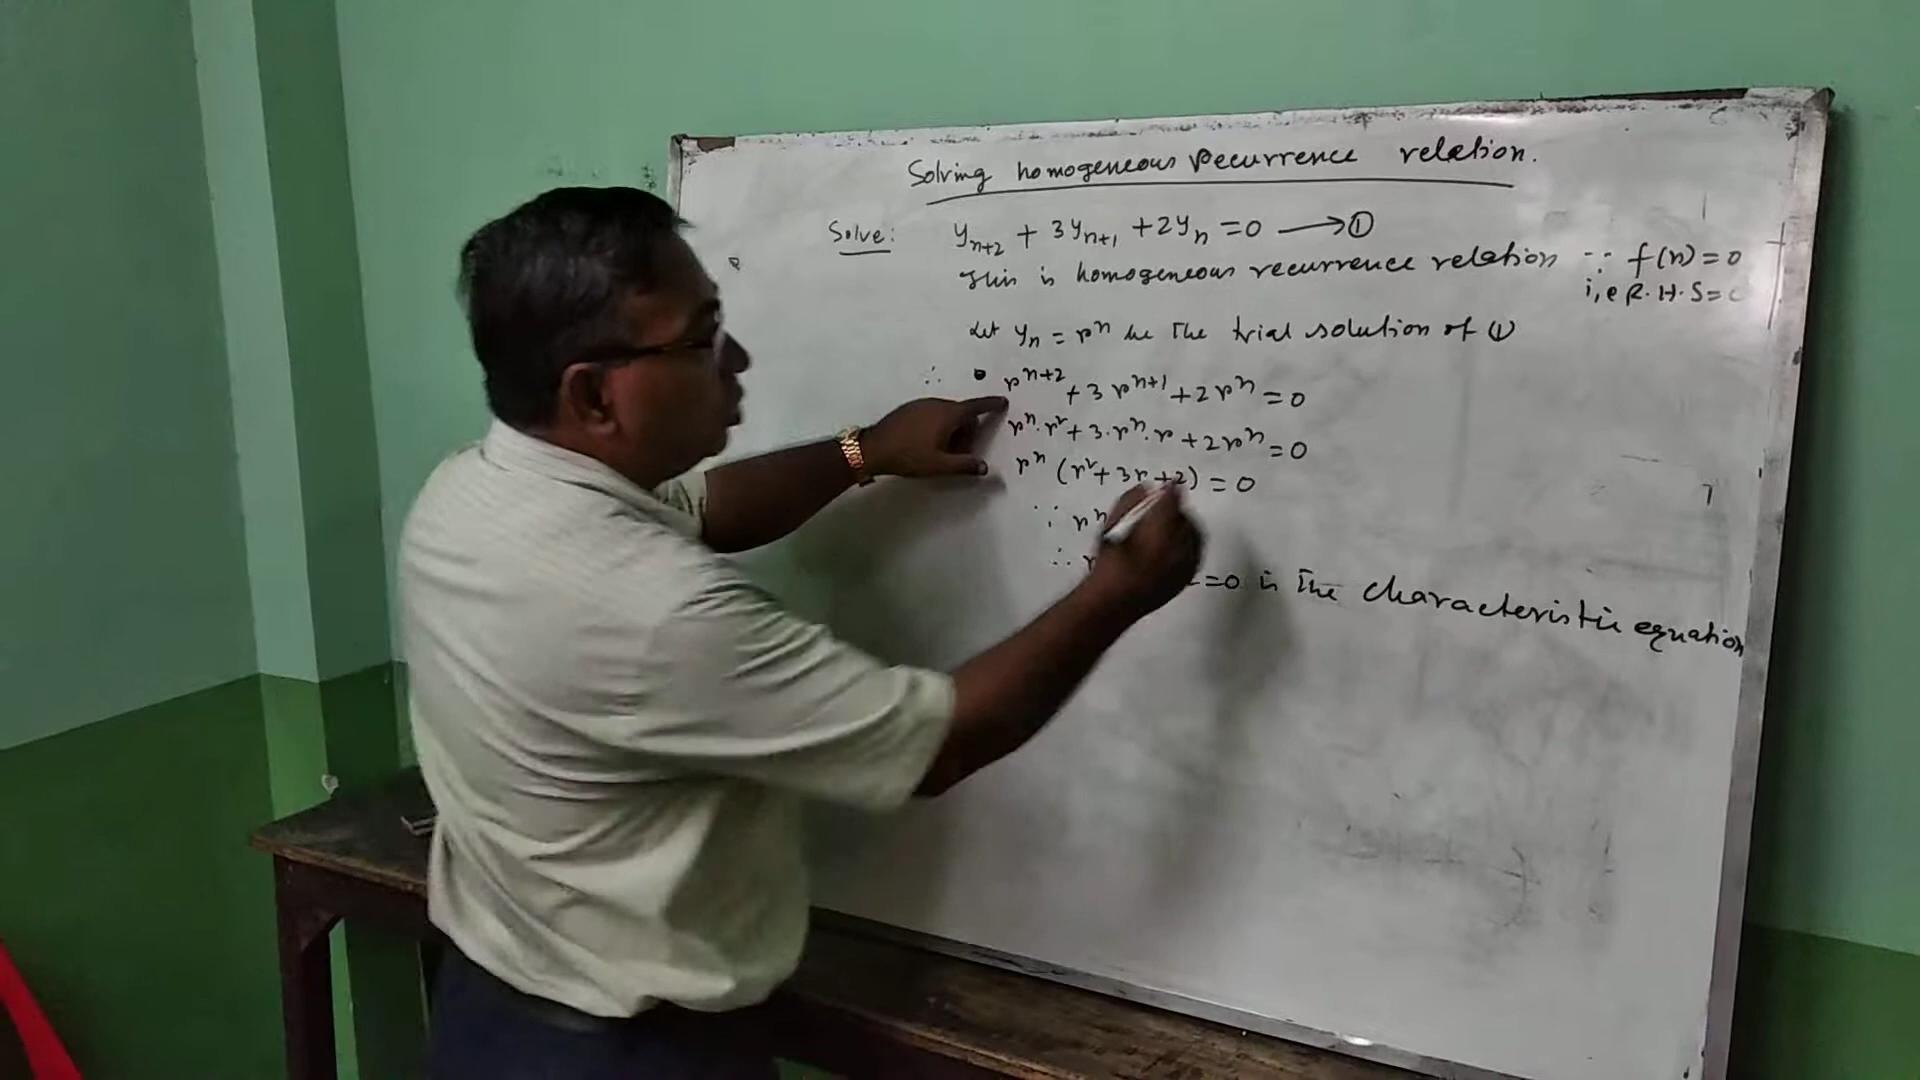 Solving homogeneous recurrence relation.
Solve: y_{n+2} + 3y_{n+1} + 2y_n = 0 ⟶ ①
This is homogeneous recurrence relation ∵ f(n) = 0
i,e R.H.S =
Let y_n = r^n be the trial solution of ①
∴ r^{n+2} + 3 r^{n+1} + 2 r^n = 0
r^n · r^2 + 3 · r^n · r + 2 r^n = 0
r^n (r^2 + 3r + 2) = 0
∵ r^n
∴ r = 0 is the characteristic equation